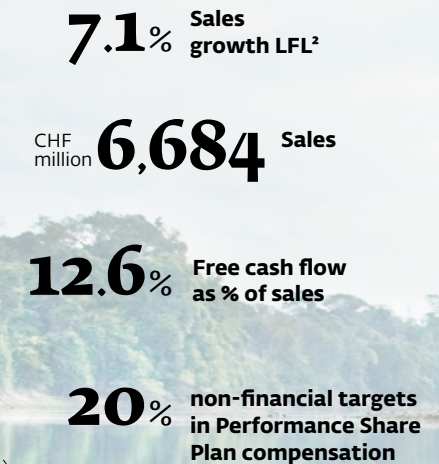 7.1% Sales
growth LFL²
CHF
million 6,684 Sales
12.6% Free cash flow
as % of sales
20% non-financial targets
in Performance Share
Plan compensation